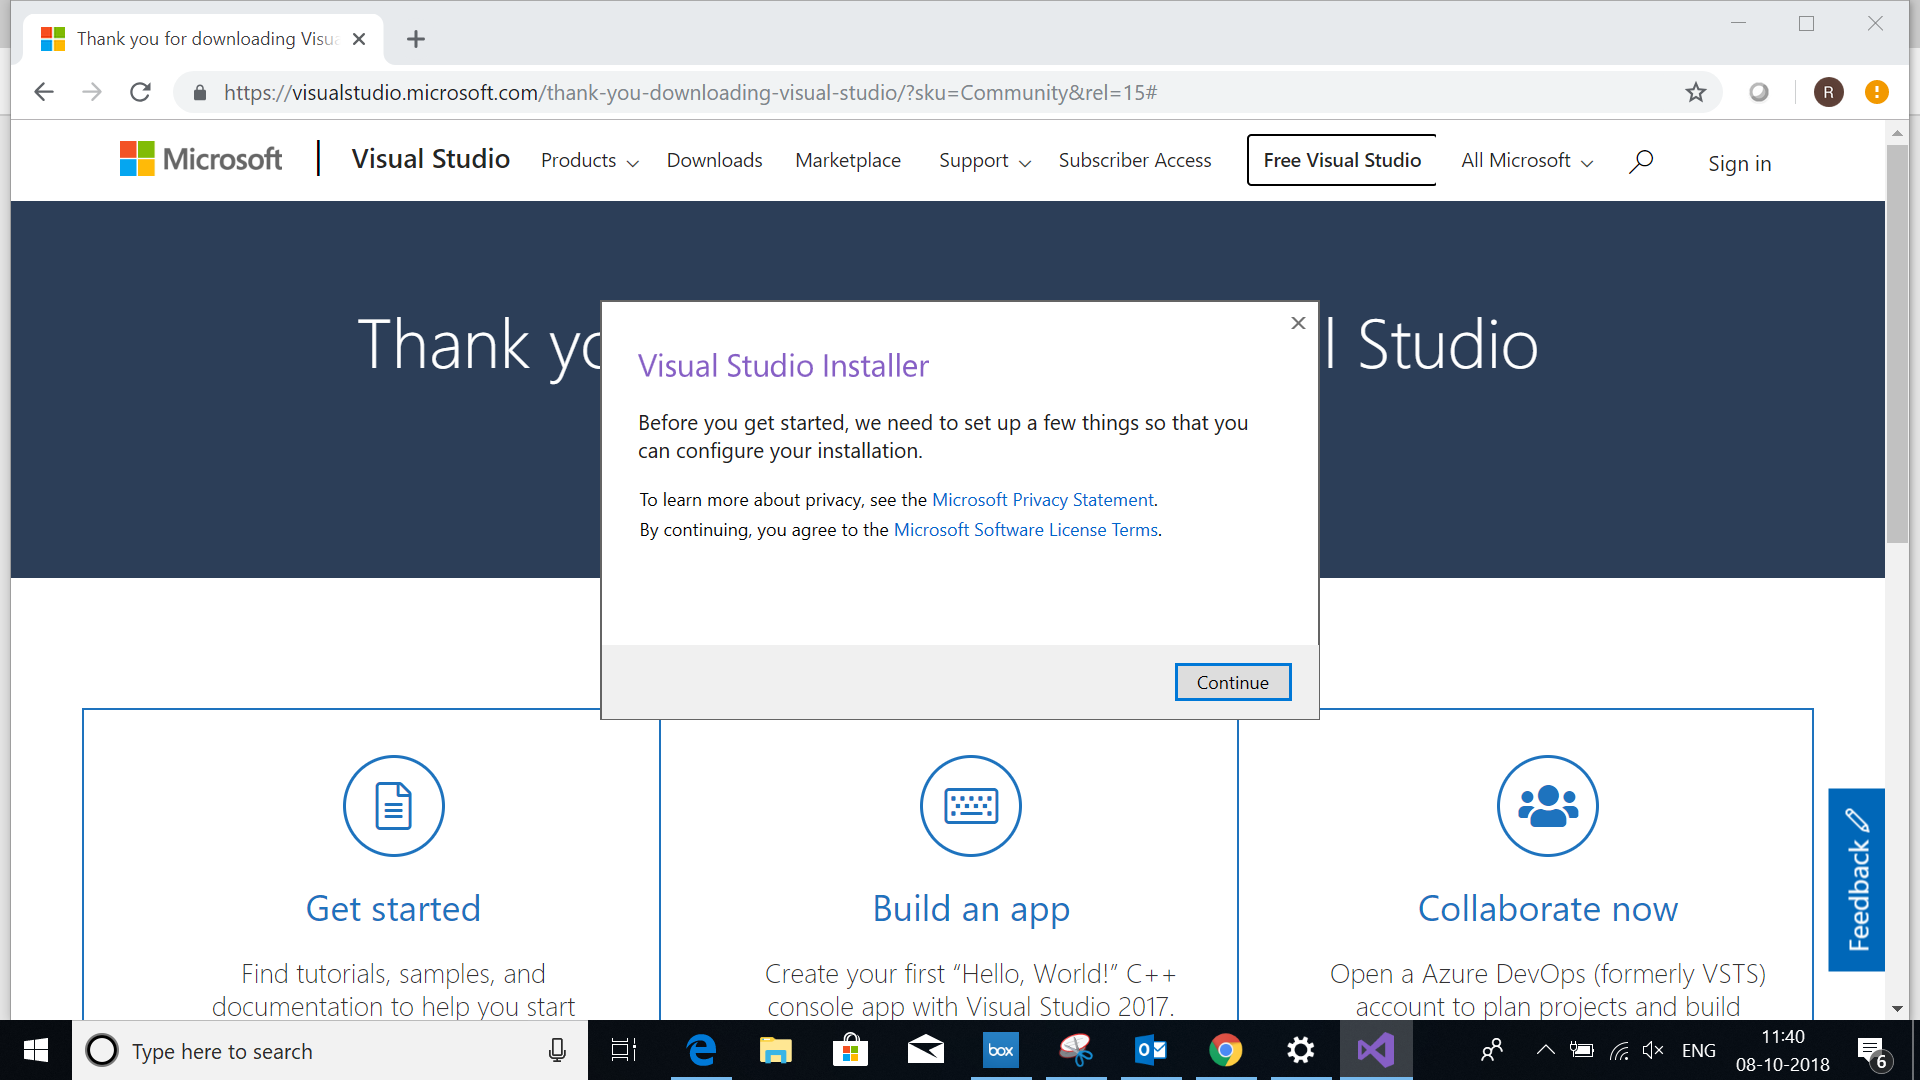 Thank you for downloading Visu
https://visualstudio.microsoft.com/thank-you-downloading-visual-studio/?sku=Community&rel=15#
R
!
Microsoft
Visual Studio
Products
Downloads
Marketplace
Support
Subscriber Access
Free Visual Studio
All Microsoft
Sign in
Thank yo
l Studio
Visual Studio Installer
Before you get started, we need to set up a few things so that you
can configure your installation.
To learn more about privacy, see the Microsoft Privacy Statement.
By continuing, you agree to the Microsoft Software License Terms.
Continue
Get started
Find tutorials, samples, and
documentation to help you start
Build an app
Create your first “Hello, World!” C++
console app with Visual Studio 2017.
Collaborate now
Open a Azure DevOps (formerly VSTS)
account to plan projects and build
Feedback
Type here to search
box
ENG
11:40
08-10-2018
6